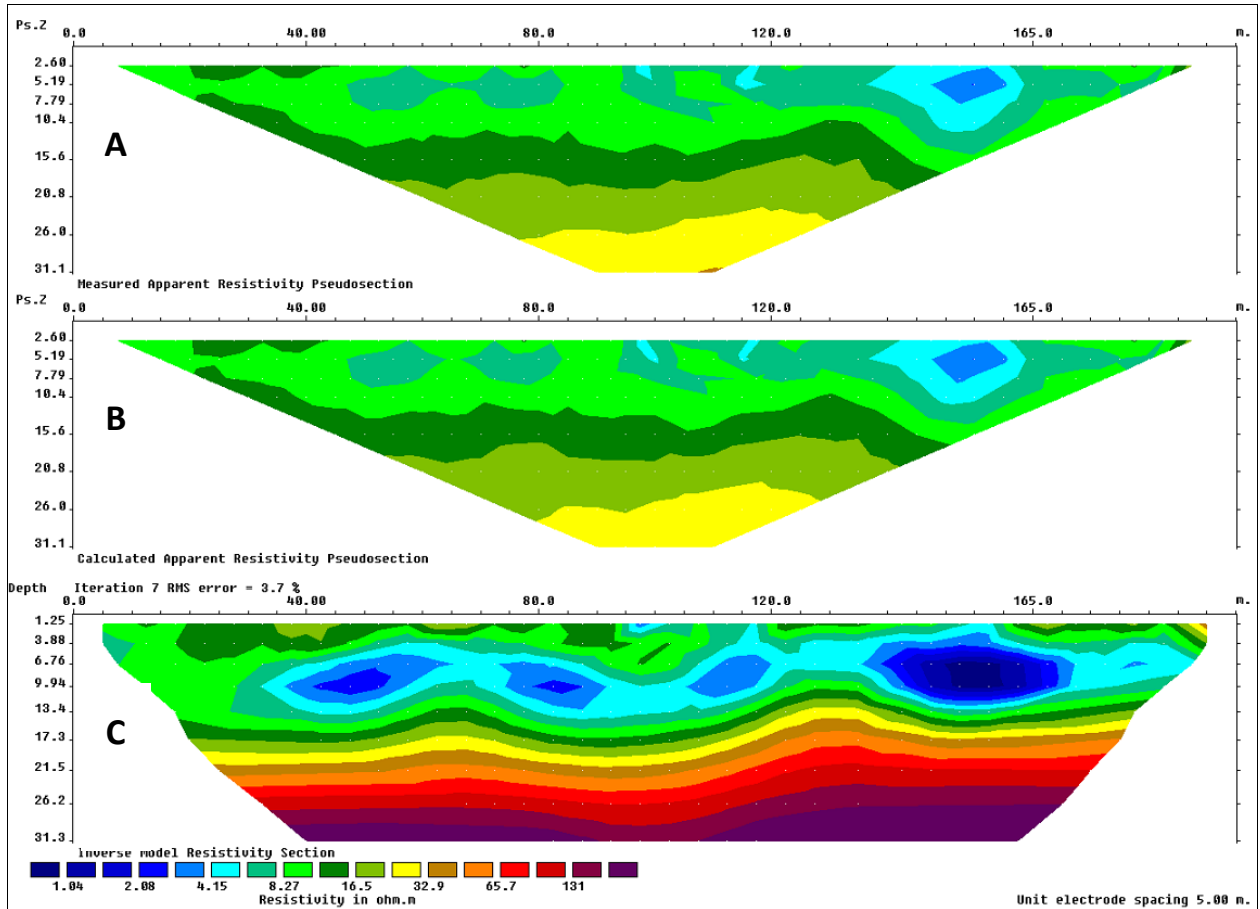 Ps.Z 0.0 40.00 80.0 120.0 165.0 m.
2.60
5.19
7.79
10.4
A
15.6
20.8
26.0
31.1
Measured Apparent Resistivity Pseudosection
Ps.Z 0.0 40.00 80.0 120.0 165.0 m.
2.60
5.19
7.79
10.4
B
15.6
20.8
26.0
31.1
Calculated Apparent Resistivity Pseudosection
Depth Iteration 7 RMS error = 3.7 %
0.0 40.00 80.0 120.0 165.0 m.
1.25
3.88
6.76
9.94
13.4
C
17.3
21.5
26.2
31.3
Inverse model Resistivity Section
1.04 2.08 4.15 8.27 16.5 32.9 65.7 131
Resistivity in ohm.m Unit electrode spacing 5.00 m.